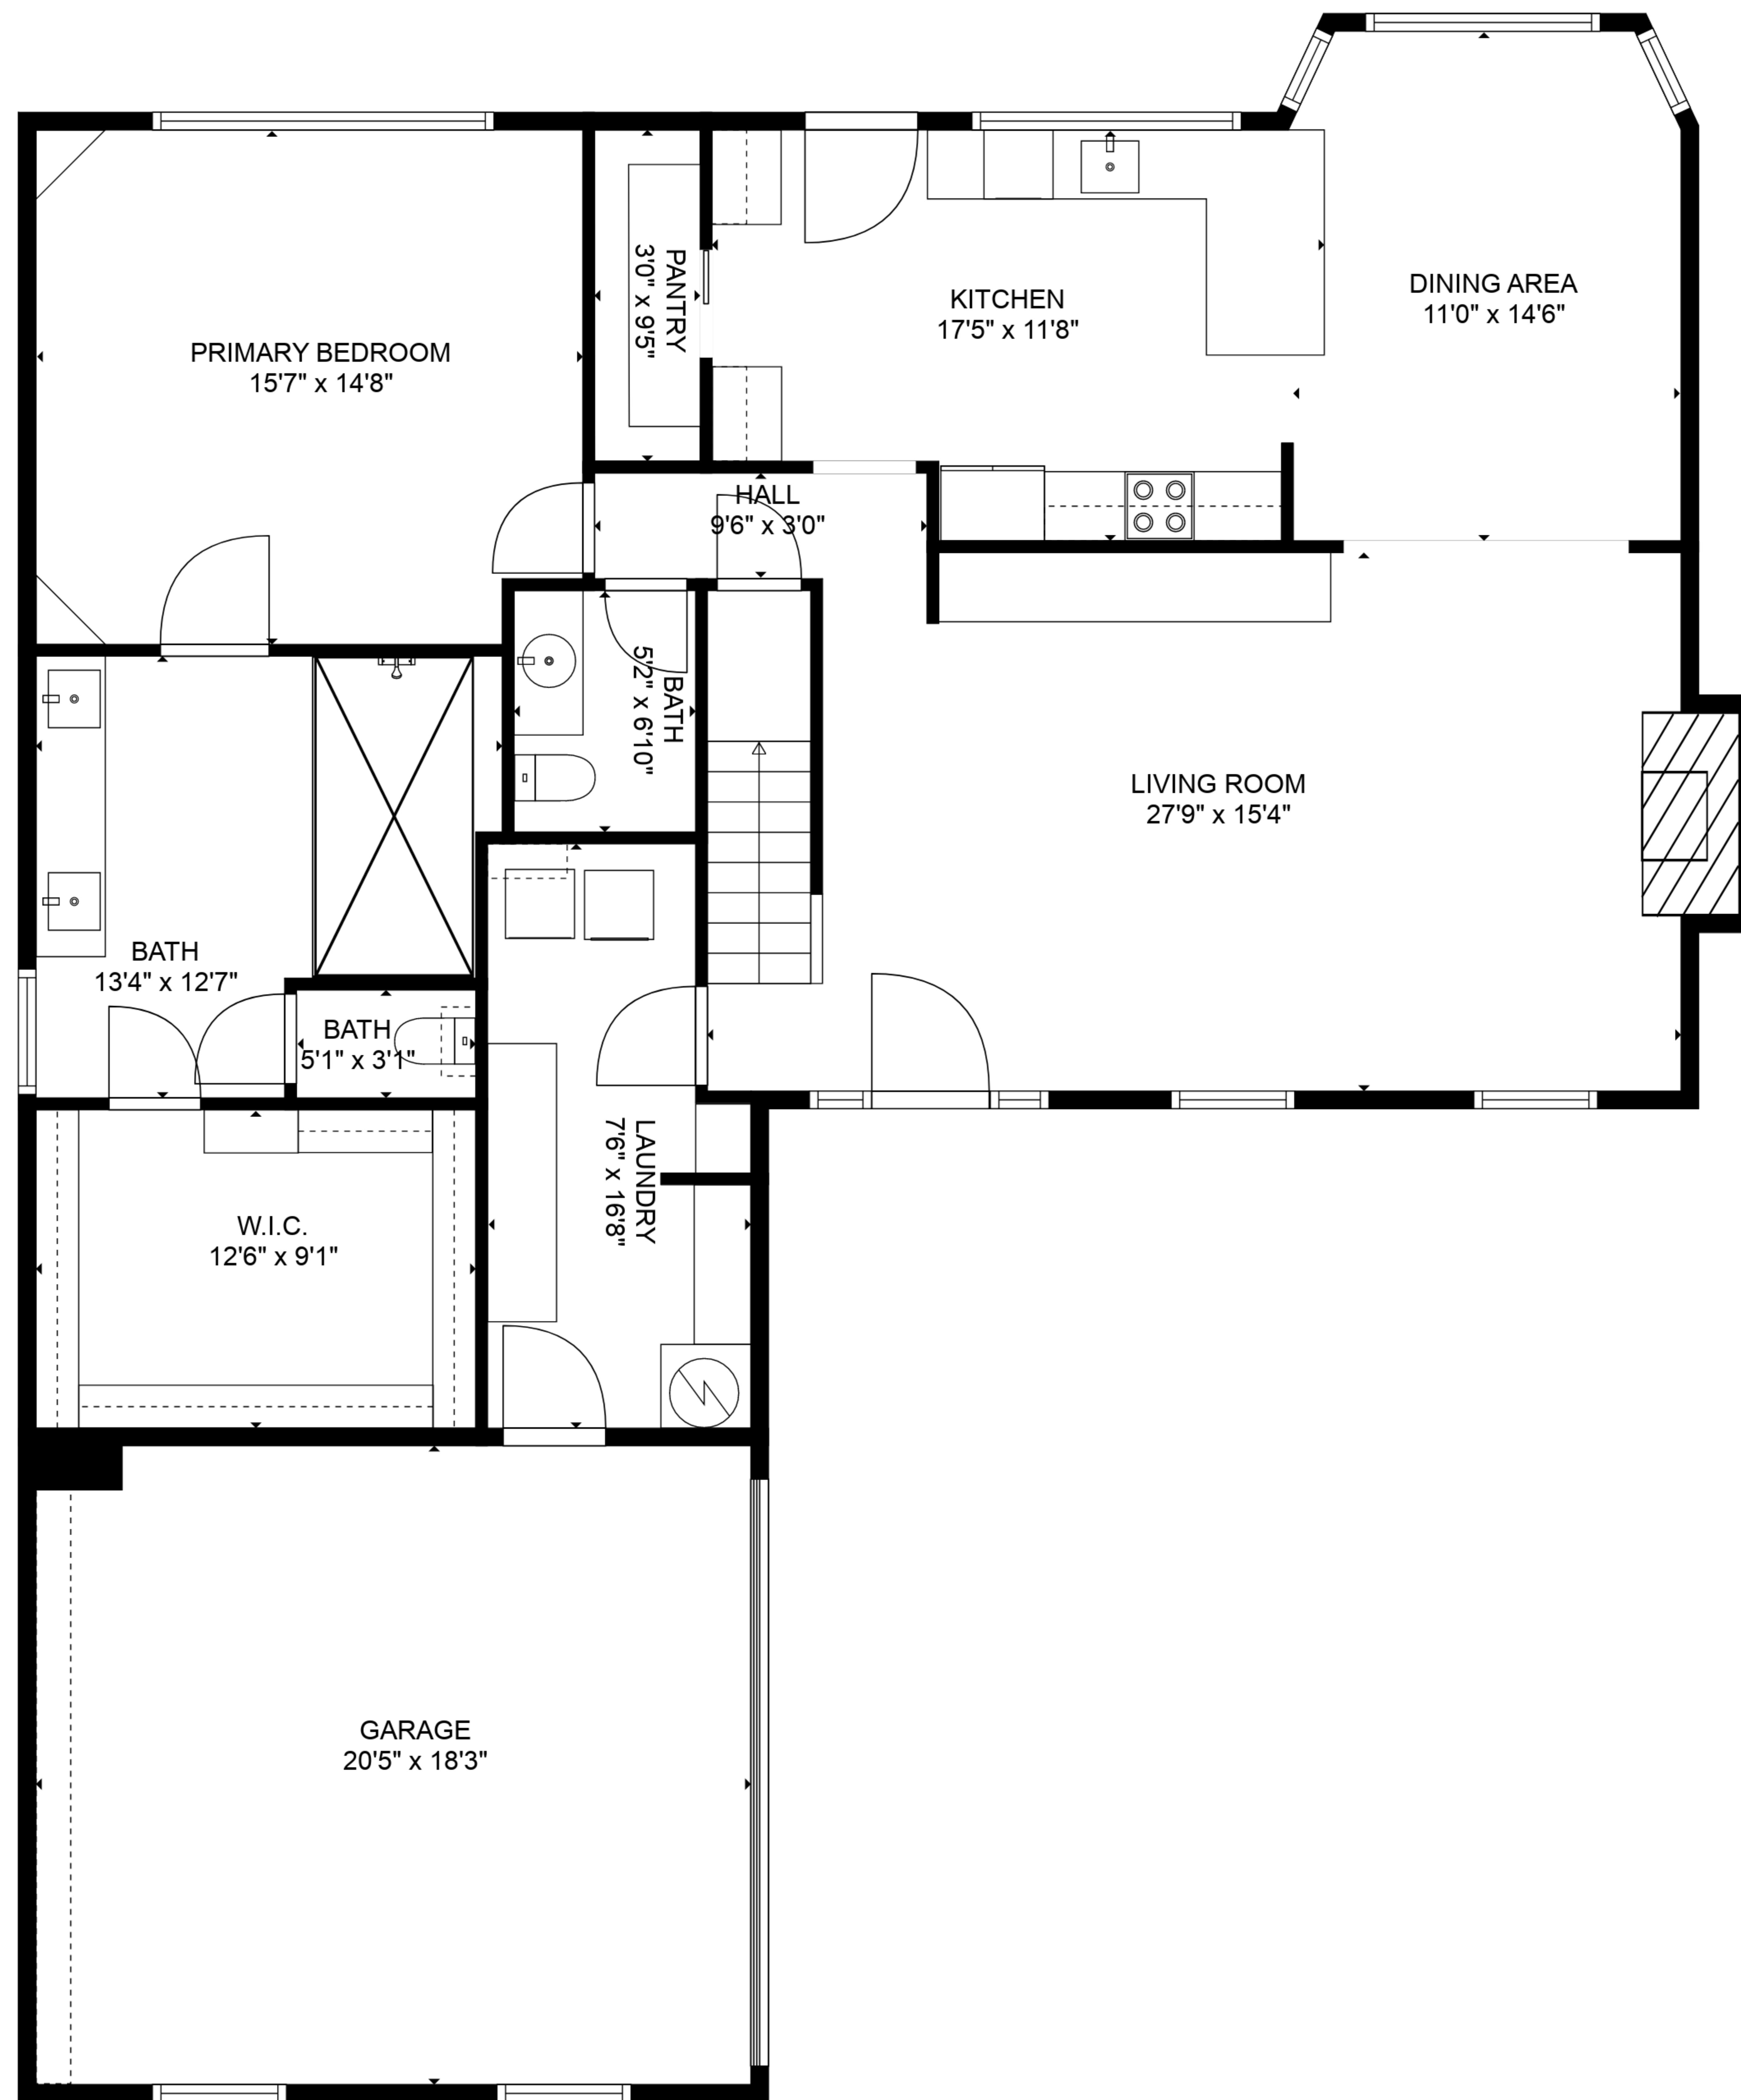 DINING AREA
11'0" x 14'6"
KITCHEN
17'5" x 11'8"
PANTRY
3'0" x 9'5"
PRIMARY BEDROOM
15'7" x 14'8"
HALL
9'6" x 3'0"
BATH
5'2" x 6'10"
LIVING ROOM
27'9" x 15'4"
BATH
13'4" x 12'7"
BATH
5'1" x 3'1"
LAUNDRY
7'6" x 16'8"
W.I.C.
12'6" x 9'1"
GARAGE
20'5" x 18'3"